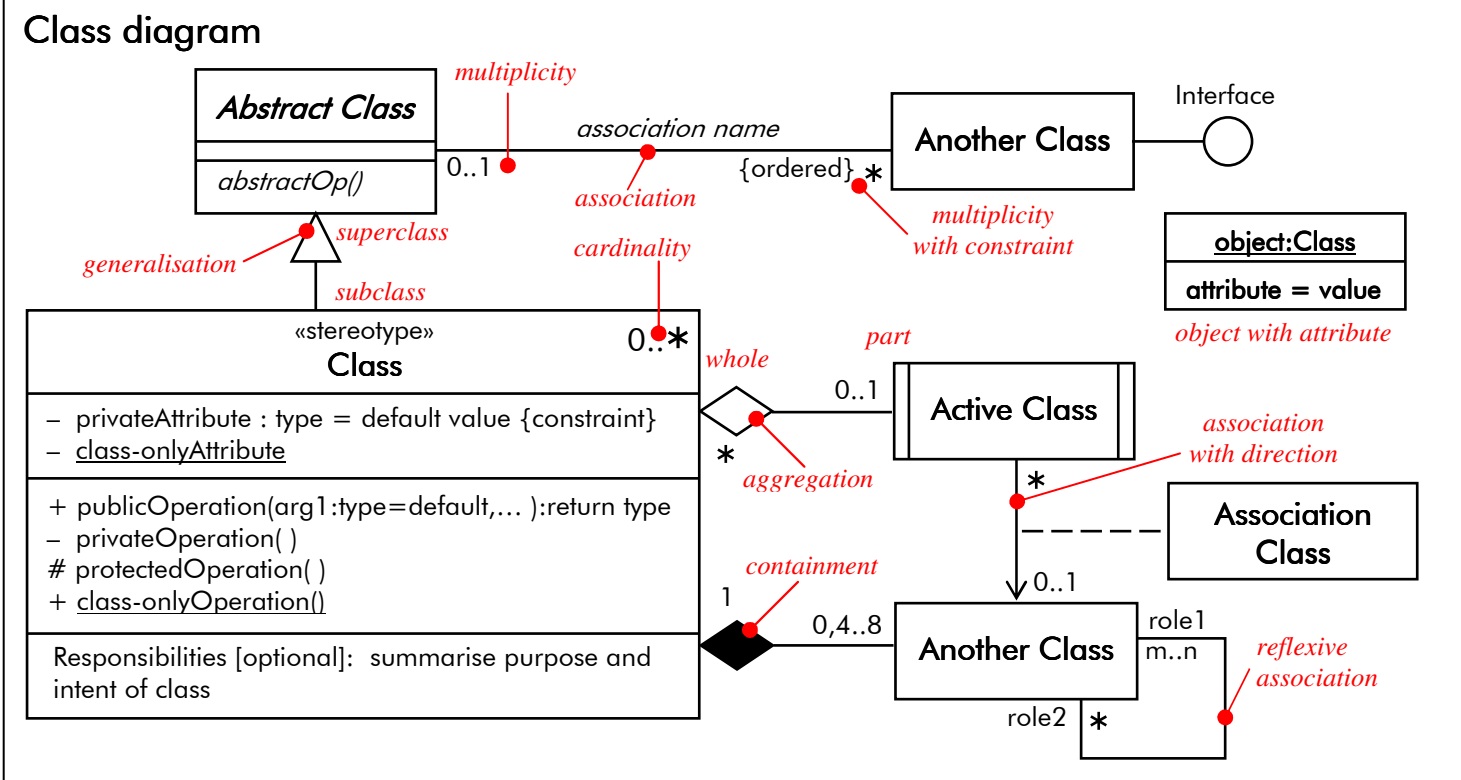 Class diagram
multiplicity
Abstract Class
association name
Another Class
Interface
0..1
{ordered} *
abstractOp()
association
multiplicity
with constraint
superclass
generalisation
cardinality
object:Class
attribute = value
object with attribute
subclass
«stereotype»
0..*
Class
whole
part
0..1
Active Class
– privateAttribute : type = default value {constraint}
– class-onlyAttribute
*
aggregation
association
with direction
*
+ publicOperation(arg1:type=default,... ):return type
– privateOperation( )
# protectedOperation( )
+ class-onlyOperation()
Association
Class
containment
1
0..1
0,4..8
Another Class
role1
m..n
reflexive
association
Responsibilities [optional]: summarise purpose and
intent of class
role2 *